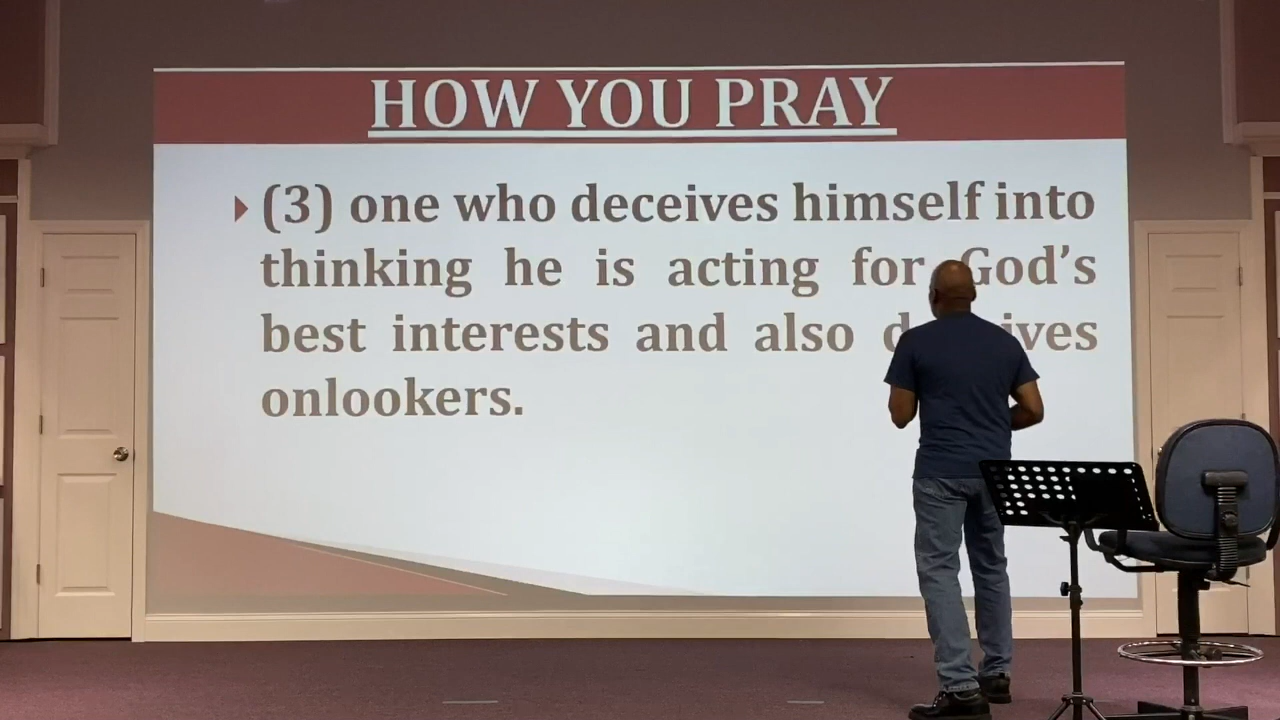 HOW YOU PRAY
(3) one who deceives himself into
thinking he is acting for God's
best interests and also
onlookers.